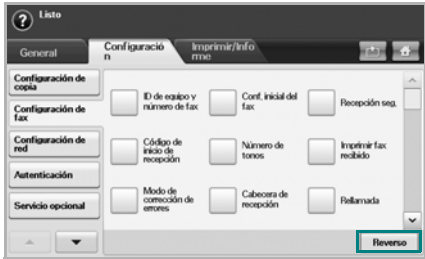 Listo
General
Configuració
n
Imprimir/Info
rme
Configuración de
copia
Configuración de
fax
Configuración de
red
Autenticación
Servicio opcional
ID de equipo y
número de fax
Conf. inicial del
fax
Recepción seg.
Código de
inicio de
recepción
Número de
tonos
Imprimir fax
recibido
Modo de
corrección de
errores
Cabecera de
recepción
Rellamada
Reverso